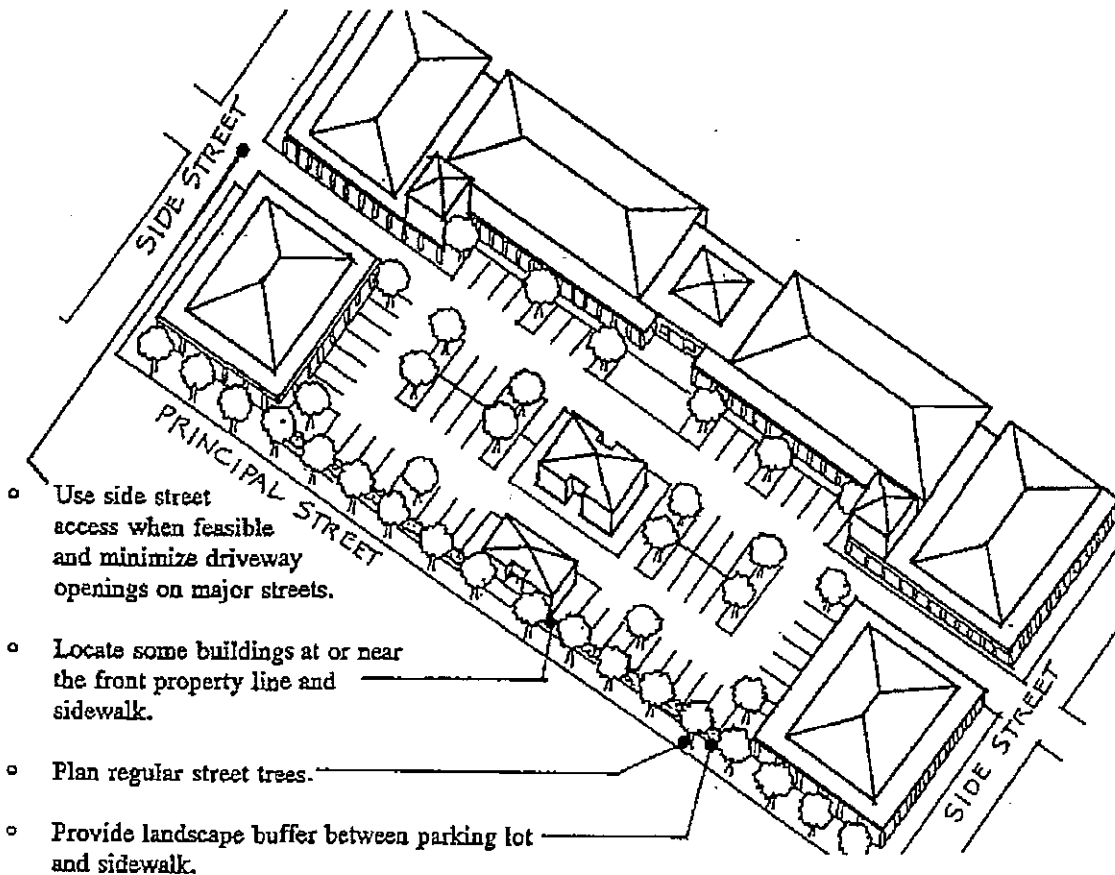 SIDE STREET
PRINCIPAL STREET
o Use side street
access when feasible
and minimize driveway
openings on major streets.
o Locate some buildings at or near
the front property line and
sidewalk.
o Plan regular street trees.
o Provide landscape buffer between parking lot
and sidewalk.
SIDE STREET